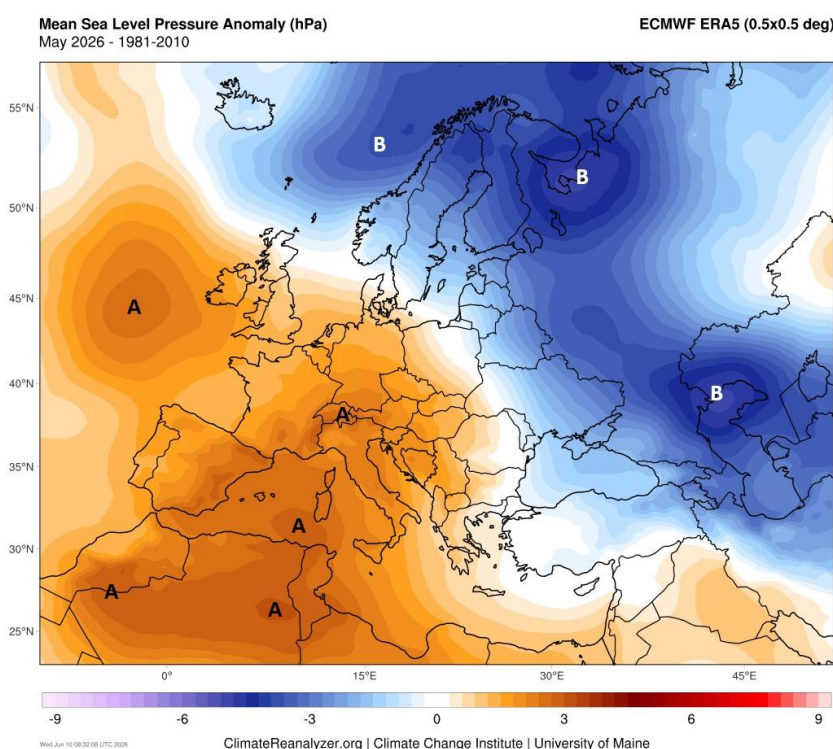 Mean Sea Level Pressure Anomaly (hPa)
ECMWF ERA5 (0.5x0.5 deg)
May 2026 - 1981-2010
55°N
B
B
50°N
A
45°N
40°N
B
A
35°N
A
30°N
A
A
25°N
0°
15°E
30°E
45°E
-9
-6
-3
0
3
6
9
Wed Jun 10 08:32:08 UTC 2026
ClimateReanalyzer.org | Climate Change Institute | University of Maine